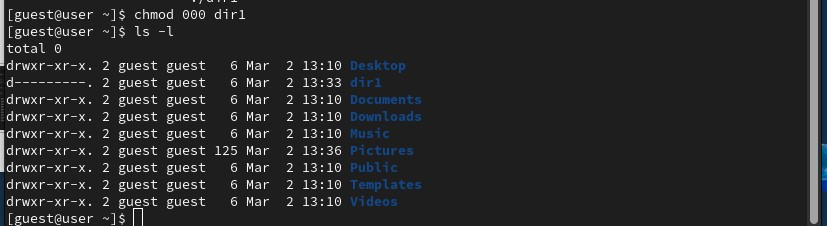 [guest@user ~]$ chmod 000 dir1
[guest@user ~]$ ls -l
total 0
drwxr-xr-x. 2 guest guest   6 Mar  2 13:10 Desktop
d---------. 2 guest guest   6 Mar  2 13:33 dir1
drwxr-xr-x. 2 guest guest   6 Mar  2 13:10 Documents
drwxr-xr-x. 2 guest guest   6 Mar  2 13:10 Downloads
drwxr-xr-x. 2 guest guest   6 Mar  2 13:10 Music
drwxr-xr-x. 2 guest guest 125 Mar  2 13:36 Pictures
drwxr-xr-x. 2 guest guest   6 Mar  2 13:10 Public
drwxr-xr-x. 2 guest guest   6 Mar  2 13:10 Templates
drwxr-xr-x. 2 guest guest   6 Mar  2 13:10 Videos
[guest@user ~]$